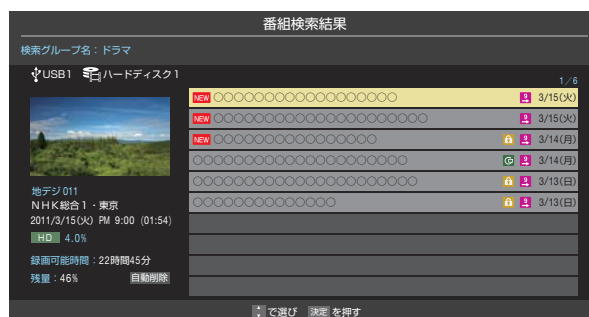 番組検索結果
検索グループ名：ドラマ
USB1 ハードディスク1
1/6
NEW ○○○○○○○○○○○○○○○○○○ 3/15(火)
NEW ○○○○○○○○○○○○○○○○○○○○○ 3/15(火)
NEW ○○○○○○○○○○○○○○○○ 3/14(月)
○○○○○○○○○○○○○○○○○○○○○ 3/14(月)
○○○○○○○○○○○○○○○○○○○○○○ 3/13(日)
○○○○○○○○○○○○○○ 3/13(日)
地デジ 011
NHK総合1・東京
2011/3/15(火) PM 9:00 (01:54)
HD 4.0%
録画可能時間：22時間45分
残量：46% 自動削除
で選び 決定 を押す